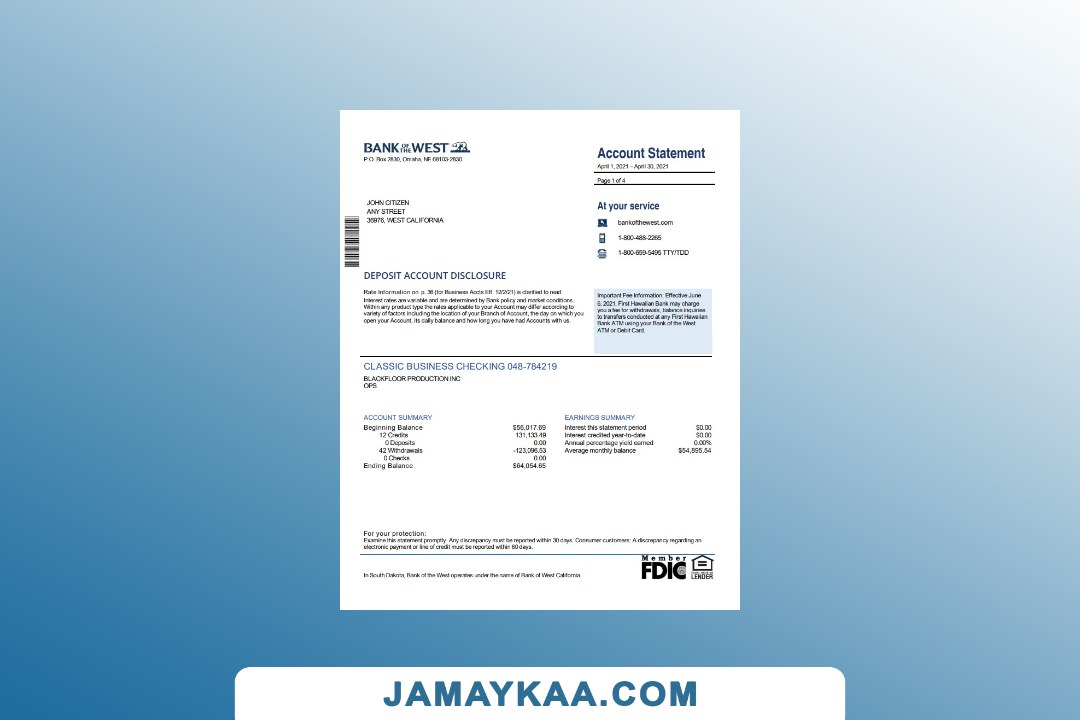 BANK OF THE WEST
P.O. Box 2830, Omaha, NE 68103-2830
Account Statement
April 1, 2021 - April 30, 2021
Page 1 of 4
JOHN CITIZEN
ANY STREET
36976, WEST CALIFORNIA
At your service
bankofthewest.com
1-800-488-2265
1-800-659-5495 TTY/TDD
DEPOSIT ACCOUNT DISCLOSURE
Rate Information on p. 36 (for Business Accts Eff. 12/2/21) is clarified to read:
Interest rates are variable and are determined by Bank policy and market conditions.
Within any product type the rates applicable to your Account may differ according to
variety of factors including the location of your Branch of Account, the day on which you
open your Account. Its daily balance and how long you have had Accounts with us.
Important Fee Information: Effective June
6, 2021, First Hawaiian Bank may charge
you a fee for withdrawals, balance inquiries
to transfers conducted at any First Hawaiian
Bank ATM using your Bank of the West
ATM or Debit Card.
CLASSIC BUSINESS CHECKING 048-784219
BLACKFLOOR PRODUCTION INC
OPS
ACCOUNT SUMMARY
Beginning Balance $56,017.69
12 Credits 131,133.49
0 Deposits 0.00
42 Withdrawals -123,096.53
0 Checks 0.00
Ending Balance $64,054.65
EARNINGS SUMMARY
Interest this statement period $0.00
Interest credited year-to-date $0.00
Annual percentage yield earned 0.00%
Average monthly balance $54,895.54
For your protection:
Examine this statement promptly. Any discrepancy must be reported within 30 days. Consumer customers: A discrepancy regarding an
electronic payment or line of credit must be reported within 60 days.
In South Dakota, Bank of the West operates under the name of Bank of West California
Member
FDIC
LENDER
JAMAYKAA.COM